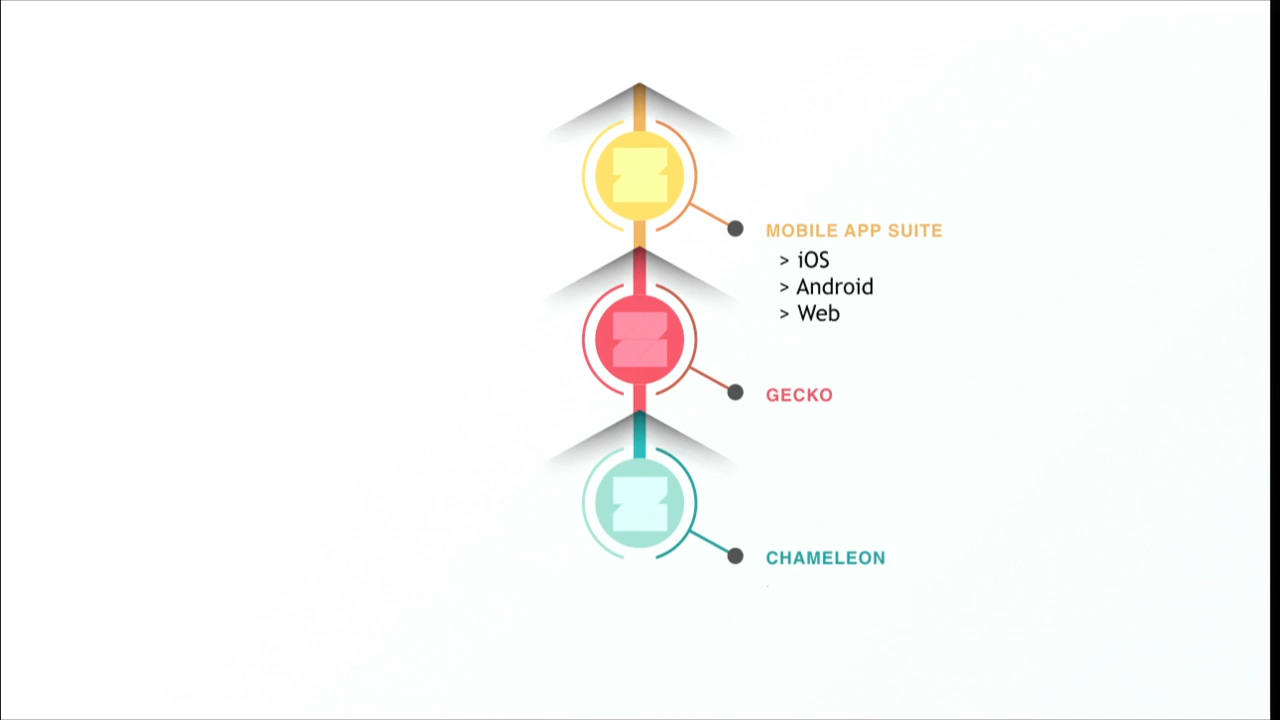 MOBILE APP SUITE
> iOS
> Android
> Web
GECKO
CHAMELEON